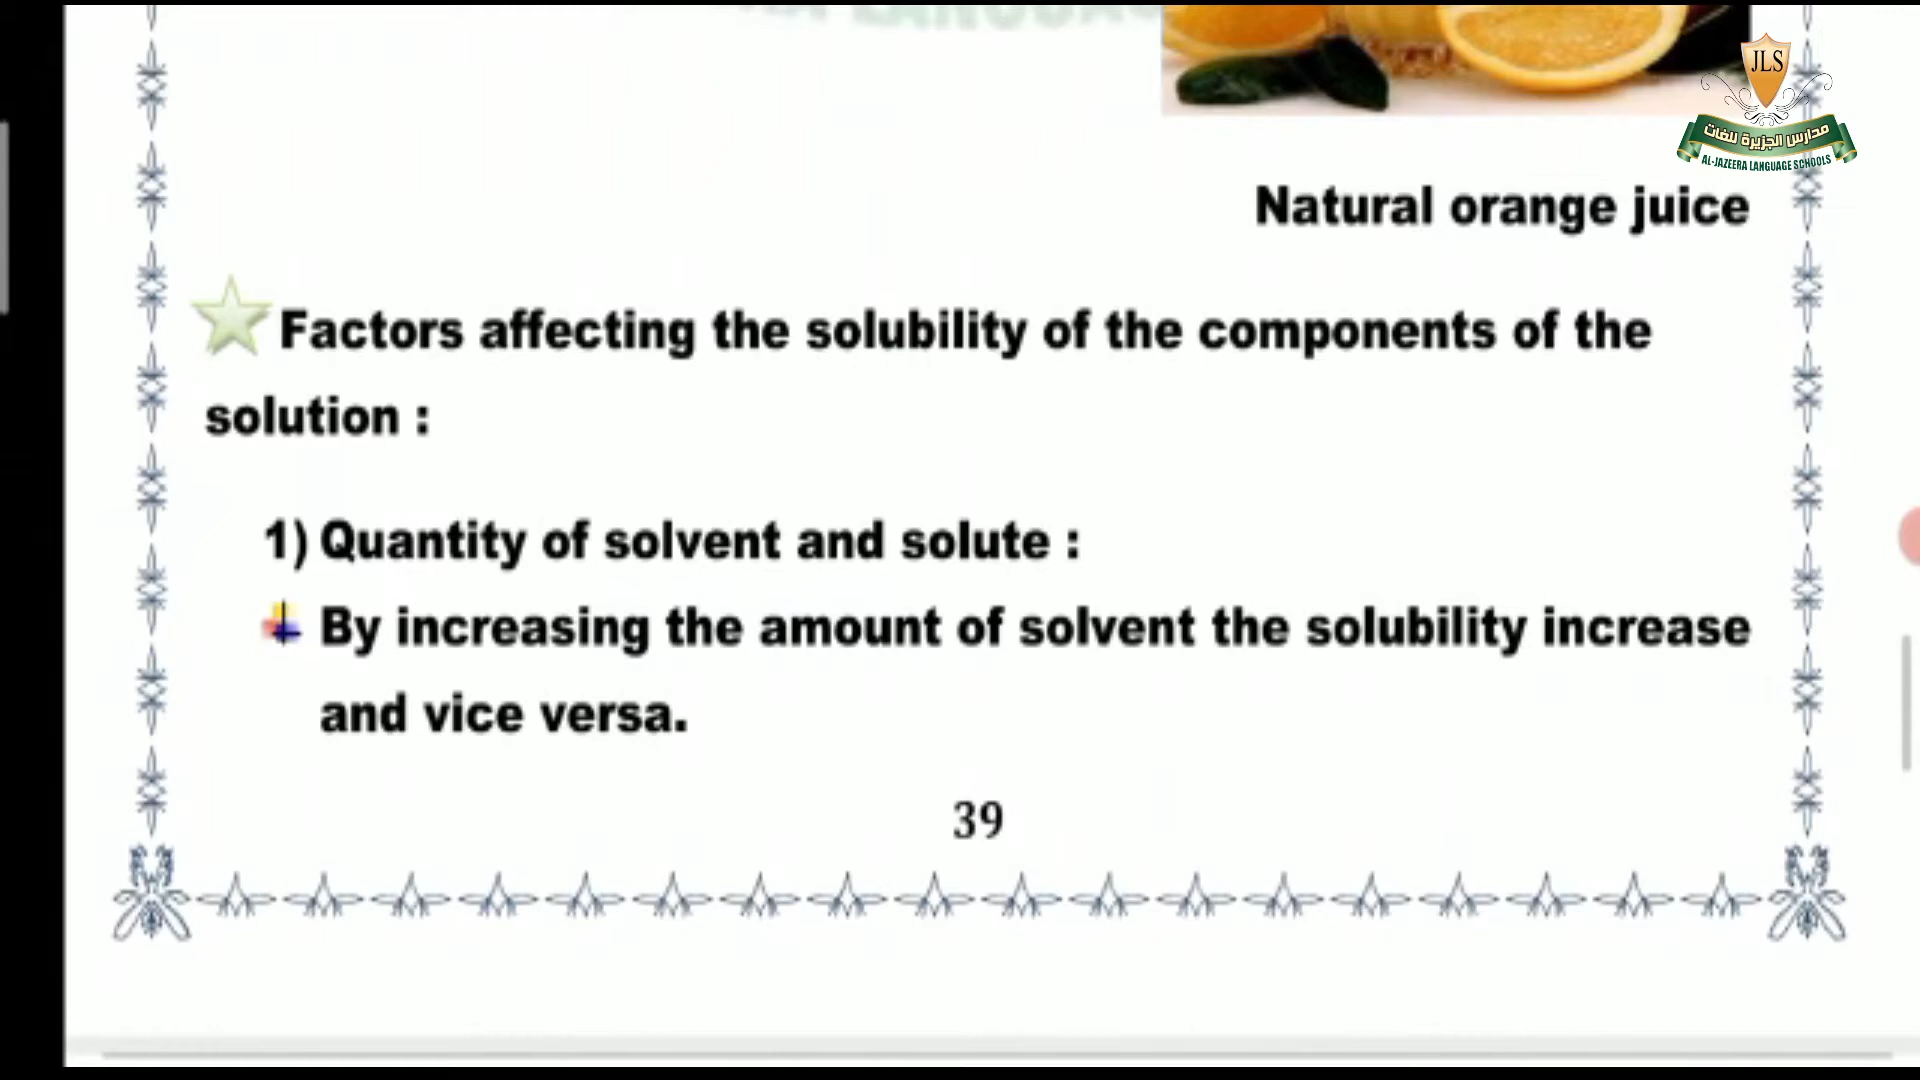 JLS
مدارس الجزيرة للغات
AL-JAZEERA LANGUAGE SCHOOLS
Natural orange juice
Factors affecting the solubility of the components of the
solution :
1) Quantity of solvent and solute :
By increasing the amount of solvent the solubility increase
and vice versa.
39